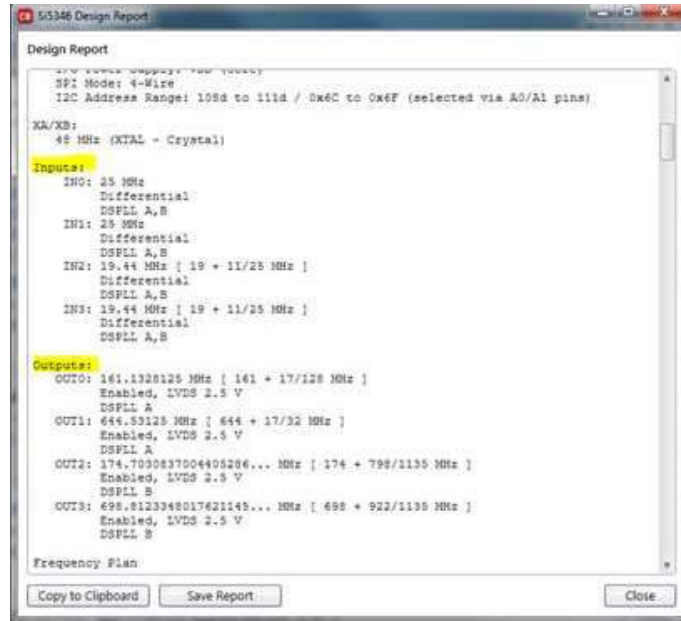 Si5346 Design Report
Design Report
SPI Mode: 4-Wire
I2C Address Range: 108d to 111d / 0x6C to 0x6F (selected via A0/A1 pins)
XA/XB:
48 MHz (XTAL - Crystal)
Inputs:
IN0: 25 MHz
Differential
DSPLL A,B
IN1: 25 MHz
Differential
DSPLL A,B
IN2: 19.44 MHz [ 19 + 11/25 MHz ]
Differential
DSPLL A,B
IN3: 19.44 MHz [ 19 + 11/25 MHz ]
Differential
DSPLL A,B
Outputs:
OUT0: 161.1328125 MHz [ 161 + 17/128 MHz ]
Enabled, LVDS 2.5 V
DSPLL A
OUT1: 644.53125 MHz [ 644 + 17/32 MHz ]
Enabled, LVDS 2.5 V
DSPLL A
OUT2: 174.7030837004405286... MHz [ 174 + 798/1135 MHz ]
Enabled, LVDS 2.5 V
DSPLL B
OUT3: 698.8123348017621145... MHz [ 698 + 922/1135 MHz ]
Enabled, LVDS 2.5 V
DSPLL B
Frequency Plan
Copy to Clipboard Save Report Close